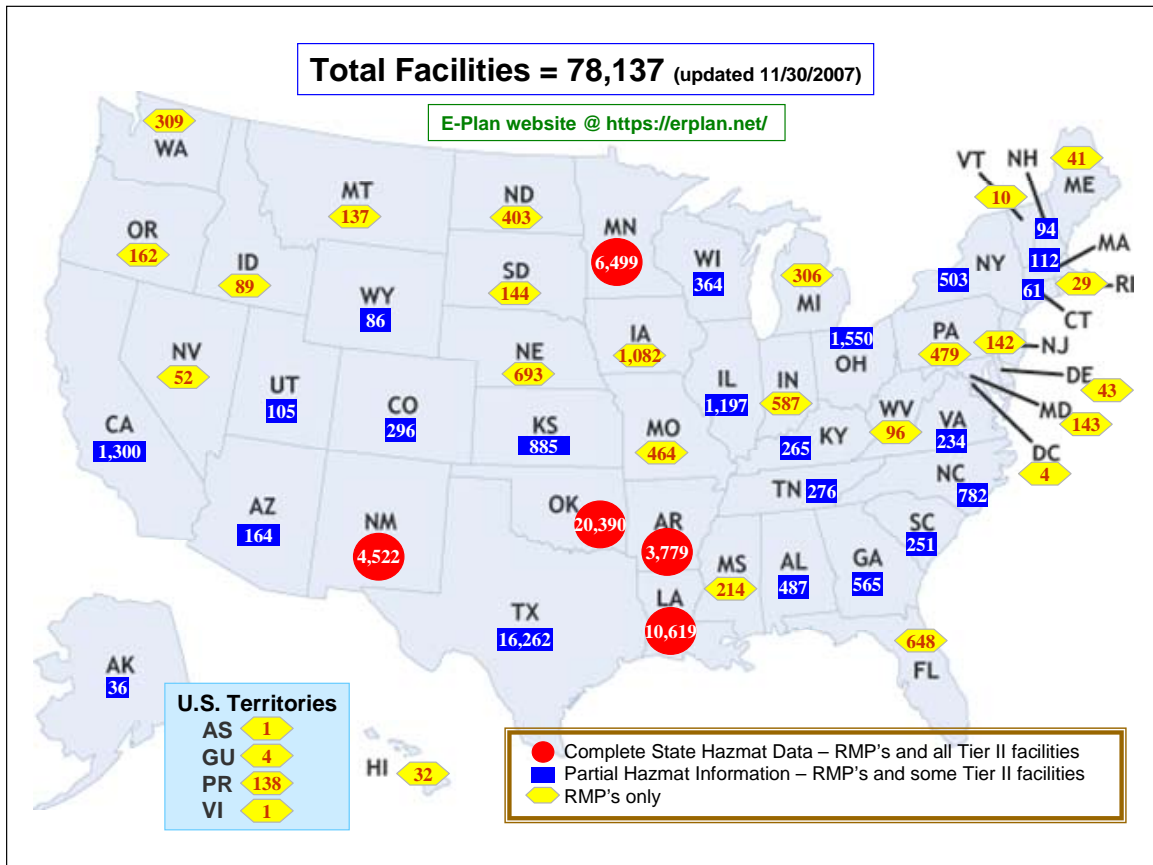 Total Facilities = 78,137 (updated 11/30/2007)
E-Plan website @ https://erplan.net/
309
WA
MT
137
ND
403
MN
6,499
VT
NH
41
ME
10
94
MA
OR
162
ID
89
SD
144
WI
364
306
MI
503
NY
112
29
RI
61
CT
WY
86
NV
52
UT
105
CO
296
NE
693
IA
1,082
IL
1,197
IN
587
1,550
OH
PA
479
142
NJ
DE
43
MD
143
DC
4
CA
1,300
KS
885
MO
464
265
KY
WV
96
VA
234
TN
276
NC
782
AZ
164
NM
4,522
OK
20,390
AR
3,779
SC
251
MS
214
AL
487
GA
565
TX
16,262
LA
10,619
648
FL
AK
36
U.S. Territories
AS 1
GU 4
PR 138
VI 1
HI
32
Complete State Hazmat Data – RMP's and all Tier II facilities
Partial Hazmat Information – RMP's and some Tier II facilities
RMP's only